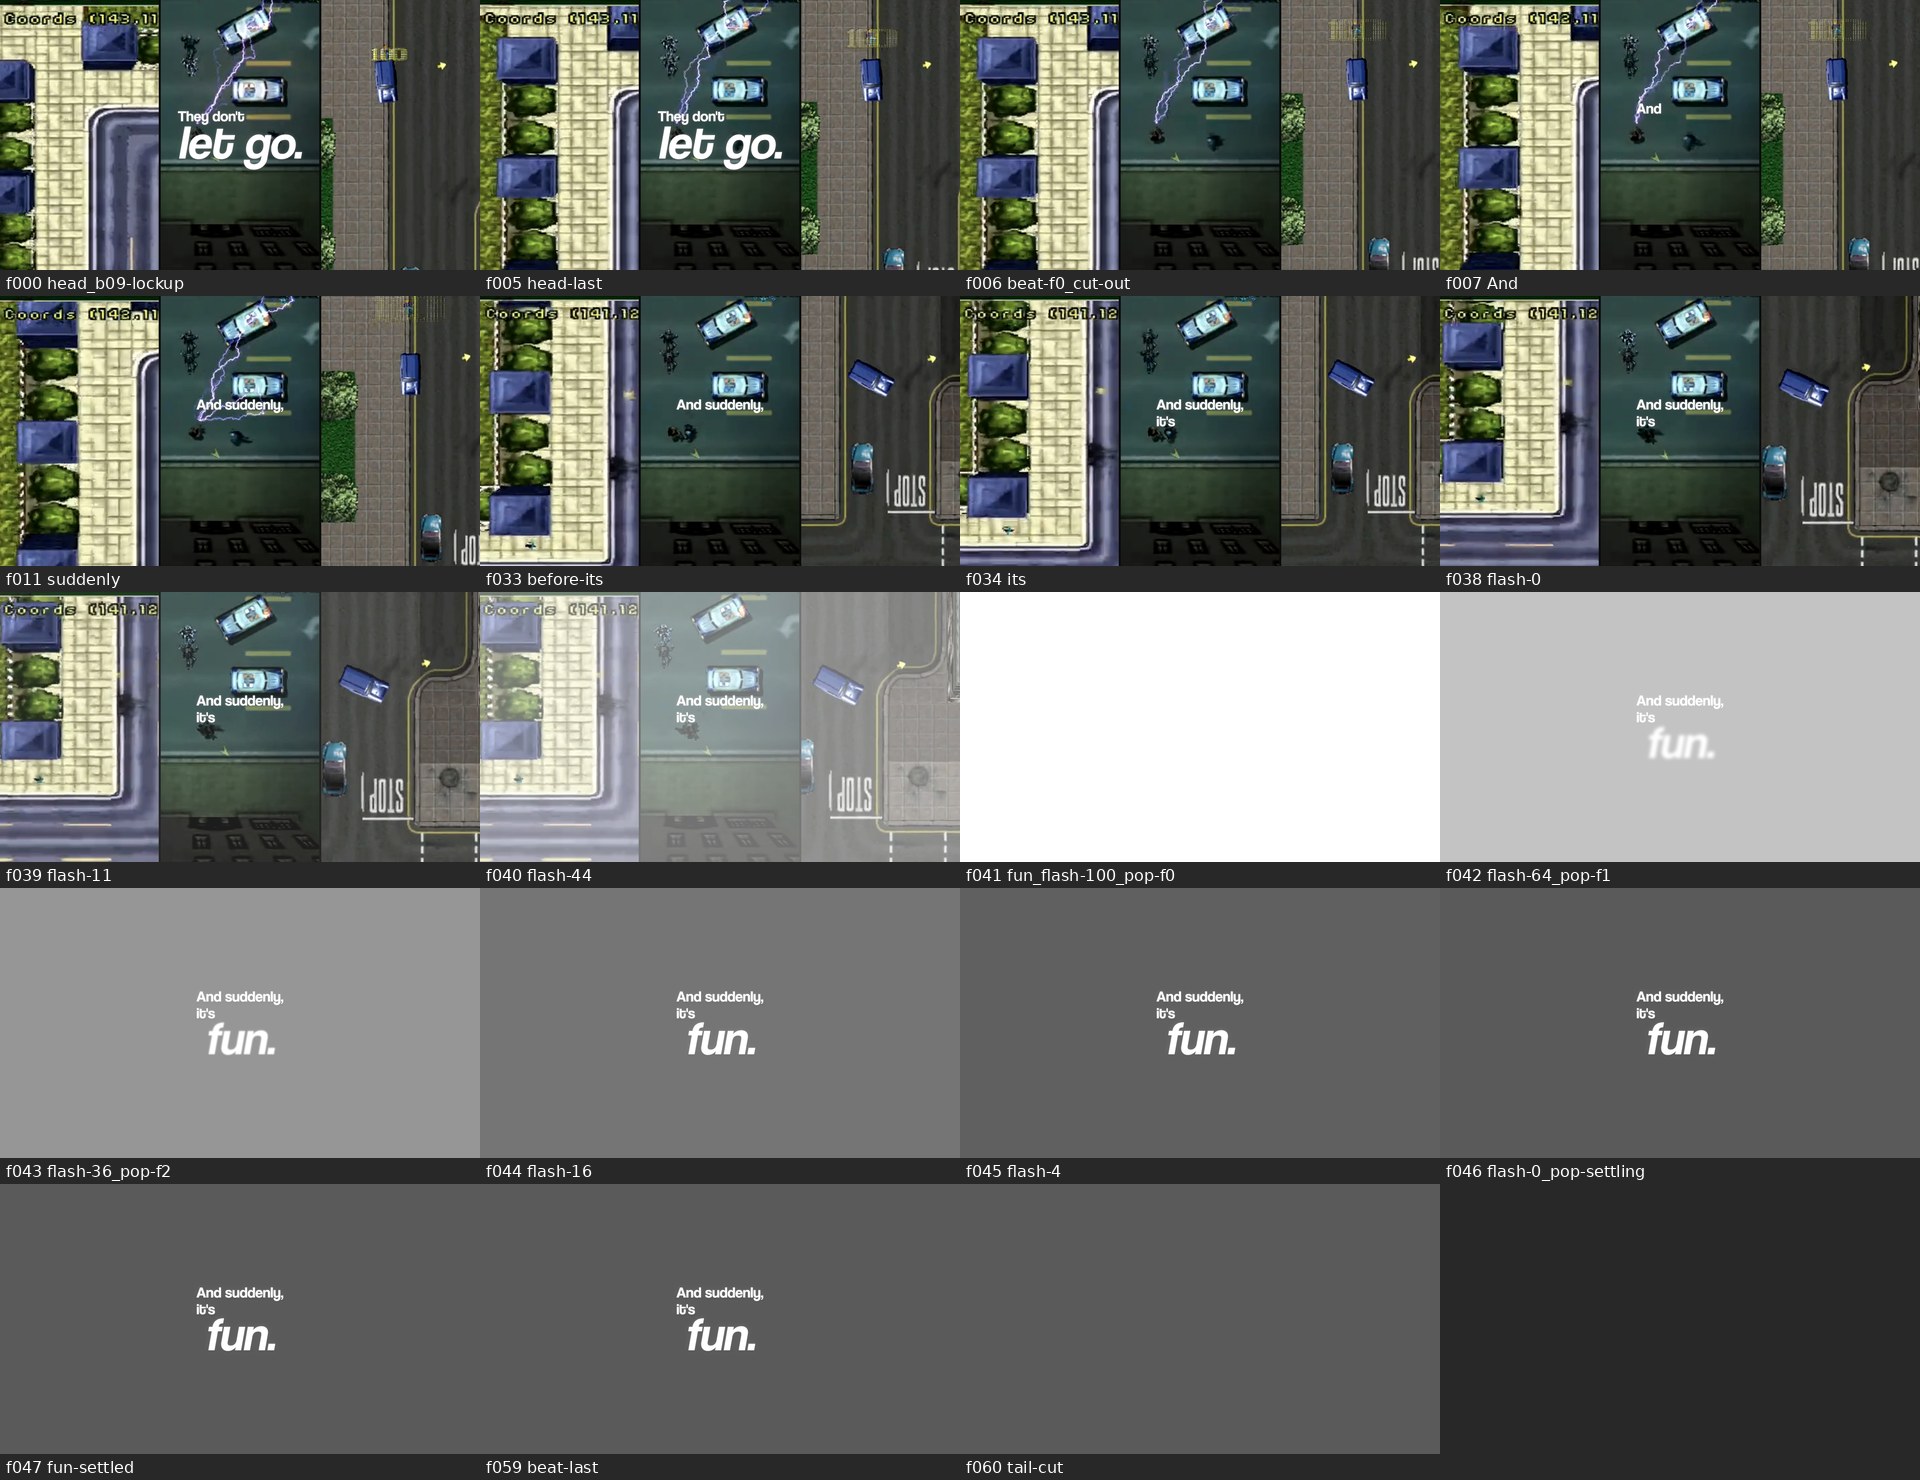 Coords (143.11
They don't
let go.
160
Coords (143.11
They don't
let go.
Coords (143.11
Coords (143.11
And
f000 head_b09-lockup
f005 head-last
f006 beat-f0_cut-out
f007 And
Coords (143.11
And suddenly,
Coords (141.12
And suddenly,
STOP
Coords (141.12
And suddenly,
it's
STOP
Coords (141.12
And suddenly,
it's
STOP
f011 suddenly
f033 before-its
f034 its
f038 flash-0
Coords (141.12
And suddenly,
it's
STOP
Coords (141.12
And suddenly,
it's
STOP
And suddenly,
it's
fun.
f039 flash-11
f040 flash-44
f041 fun_flash-100_pop-f0
f042 flash-64_pop-f1
And suddenly,
it's
fun.
And suddenly,
it's
fun.
And suddenly,
it's
fun.
And suddenly,
it's
fun.
f043 flash-36_pop-f2
f044 flash-16
f045 flash-4
f046 flash-0_pop-settling
And suddenly,
it's
fun.
And suddenly,
it's
fun.
f047 fun-settled
f059 beat-last
f060 tail-cut